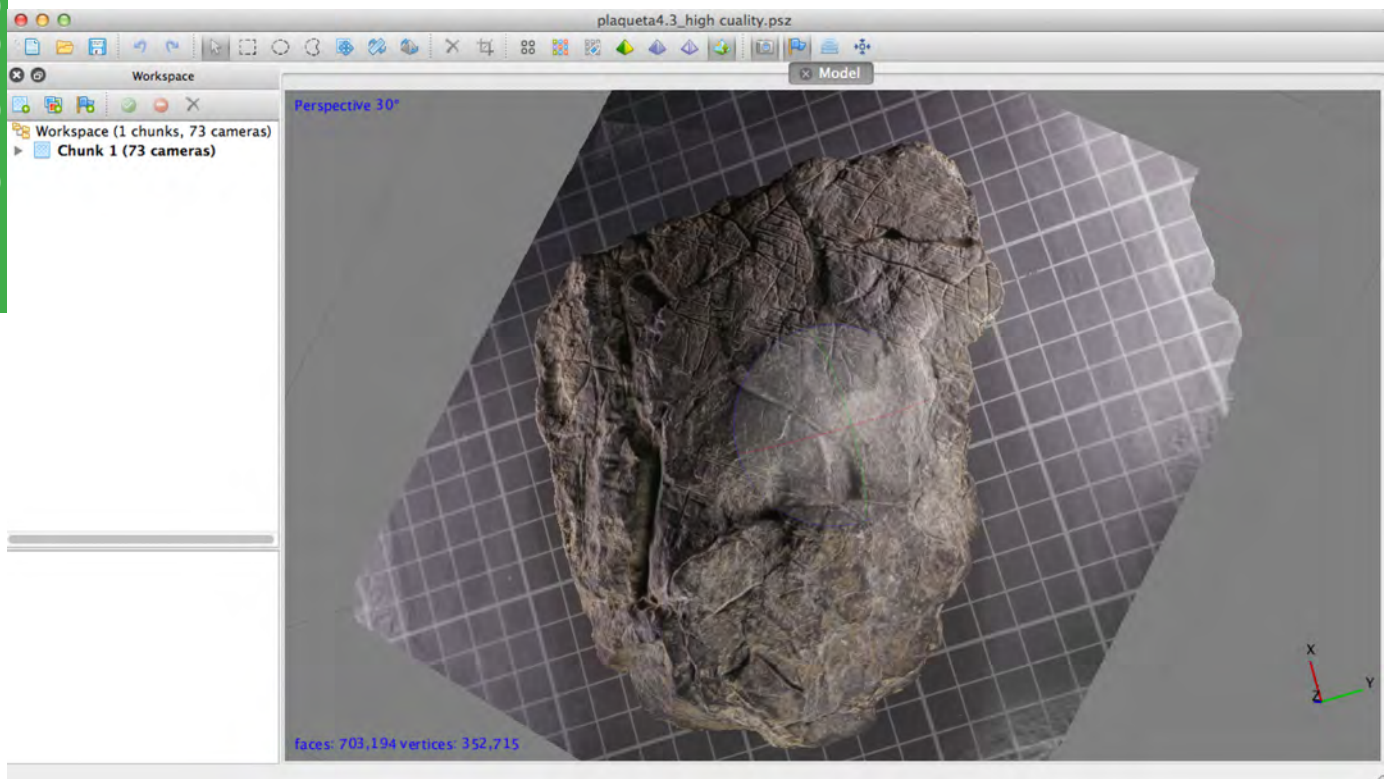 plaqueta4.3_high cuality.psz
Workspace
Model
Perspective 30°
Workspace (1 chunks, 73 cameras)
Chunk 1 (73 cameras)
X
Y
Z
faces: 703,194 vertices: 352,715